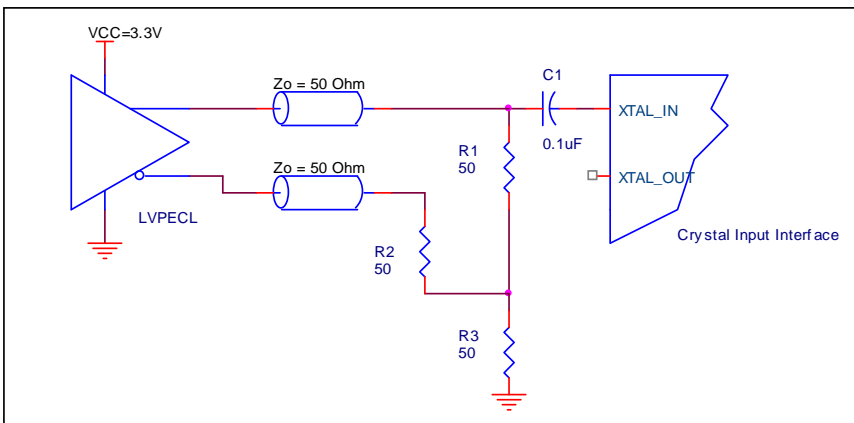 VCC=3.3V
Zo = 50 Ohm
C1
0.1uF
XTAL_IN
R1
50
Zo = 50 Ohm
XTAL_OUT
LVPECL
Crystal Input Interface
R2
50
R3
50